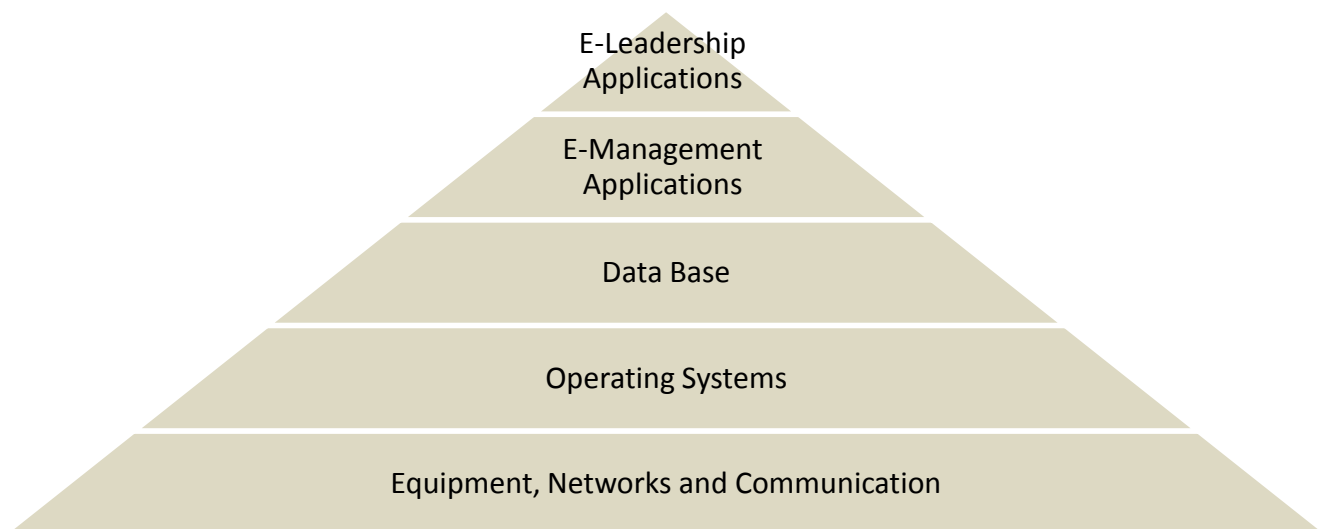 E-Leadership
Applications
E-Management
Applications
Data Base
Operating Systems
Equipment, Networks and Communication